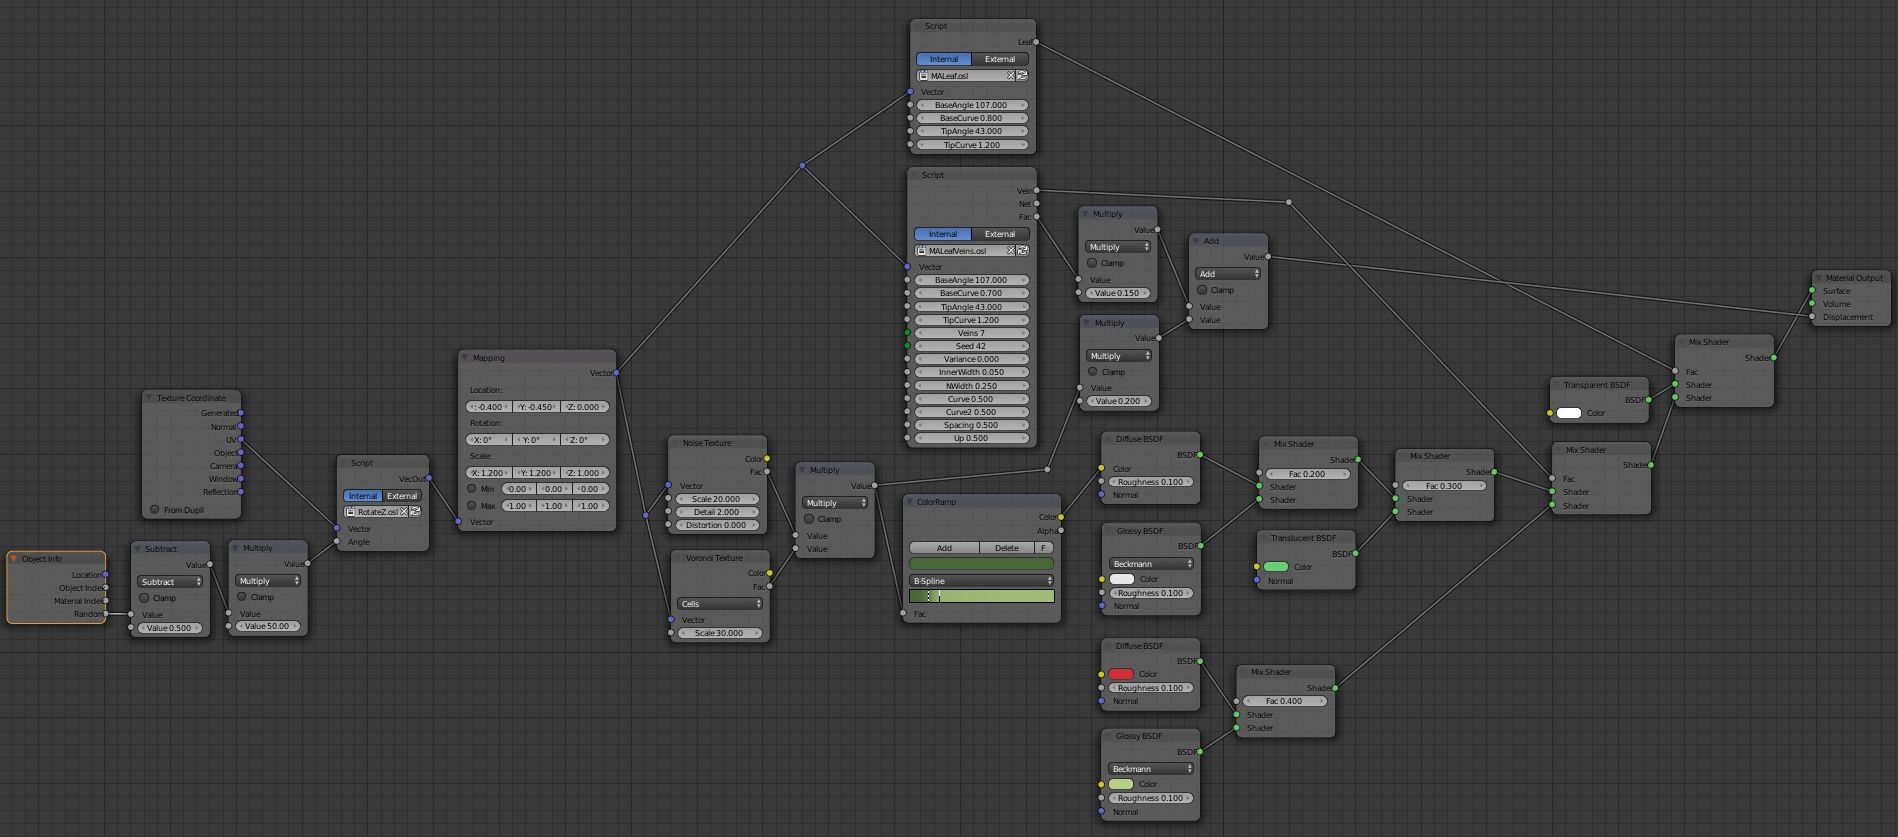 Script
Leaf
Internal External
MALeaf.osl
Vector
BaseAngle 107.000
BaseCurve 0.800
TipAngle 43.000
TipCurve 1.200
Script
Vein
Net
Fac
Internal External
MALeafVeins.osl
Vector
BaseAngle 107.000
BaseCurve 0.700
TipAngle 43.000
TipCurve 1.200
Veins 7
Seed 42
Variance 0.000
InnerWidth 0.050
NWidth 0.250
Curve 0.500
Curve2 0.500
Spacing 0.500
Up 0.500
Multiply
Value
Multiply
Clamp
Value
Value 0.150
Add
Value
Add
Clamp
Value
Value
Multiply
Value
Multiply
Clamp
Value
Value 0.200
Material Output
Surface
Volume
Displacement
Mix Shader
Shader
Fac
Shader
Shader
Transparent BSDF
BSDF
Color
Mapping
Vector
Location:
: -0.400 Y: -0.450 Z: 0.000
Rotation:
X: 0° Y: 0° Z: 0°
Scale:
X: 1.200 Y: 1.200 Z: 1.000
Min 0.00 0.00 0.00
Max 1.00 1.00 1.00
Vector
Texture Coordinate
Generated
Normal
UV
Object
Camera
Window
Reflection
From Dupli
Script
VecOut
Internal External
RotateZ.osl
Vector
Angle
Object Info
Location
Object Index
Material Index
Random
Subtract
Value
Subtract
Clamp
Value
Value 0.500
Multiply
Value
Multiply
Clamp
Value
Value 50.00
Noise Texture
Color
Fac
Vector
Scale 20.000
Detail 2.000
Distortion 0.000
Voronoi Texture
Color
Fac
Cells
Vector
Scale 30.000
Multiply
Value
Multiply
Clamp
Value
Value
ColorRamp
Color
Alpha
Add Delete F
B-Spline
Fac
Diffuse BSDF
BSDF
Color
Roughness 0.100
Normal
Glossy BSDF
BSDF
Beckmann
Color
Roughness 0.100
Normal
Mix Shader
Shader
Fac 0.200
Shader
Shader
Translucent BSDF
BSDF
Color
Normal
Mix Shader
Shader
Fac 0.300
Shader
Shader
Mix Shader
Shader
Fac
Shader
Shader
Diffuse BSDF
BSDF
Color
Roughness 0.100
Normal
Glossy BSDF
BSDF
Beckmann
Color
Roughness 0.100
Normal
Mix Shader
Shader
Fac 0.400
Shader
Shader